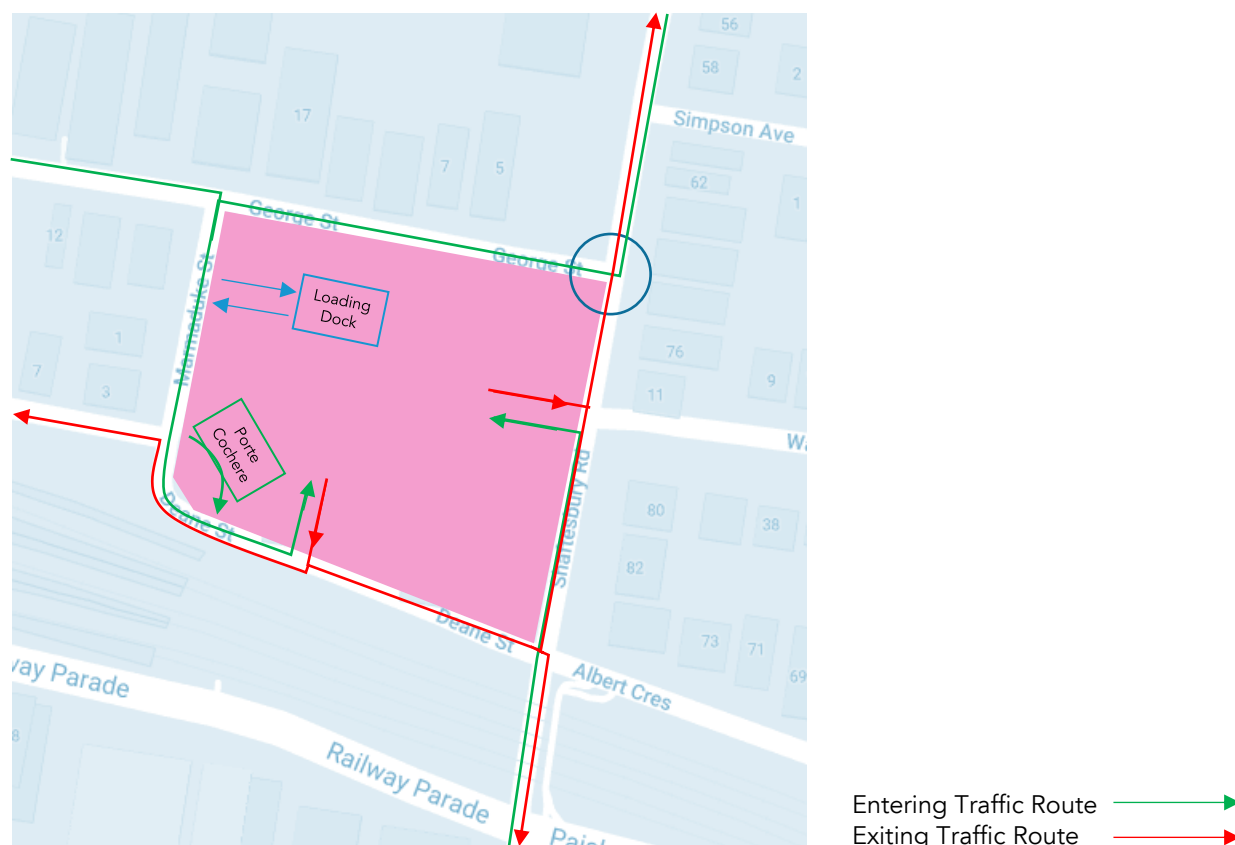 56
58
2
Simpson Ave
17
7
5
62
1
George St
12
George St
Marmaduke St
Loading
Dock
1
76
7
3
9
11
Porte
Cochere
Shaftesbury Rd
80
38
Deane St
82
Deane St
73
71
69
way Parade
Albert Cres
8
Railway Parade
Entering Traffic Route
Exiting Traffic Route